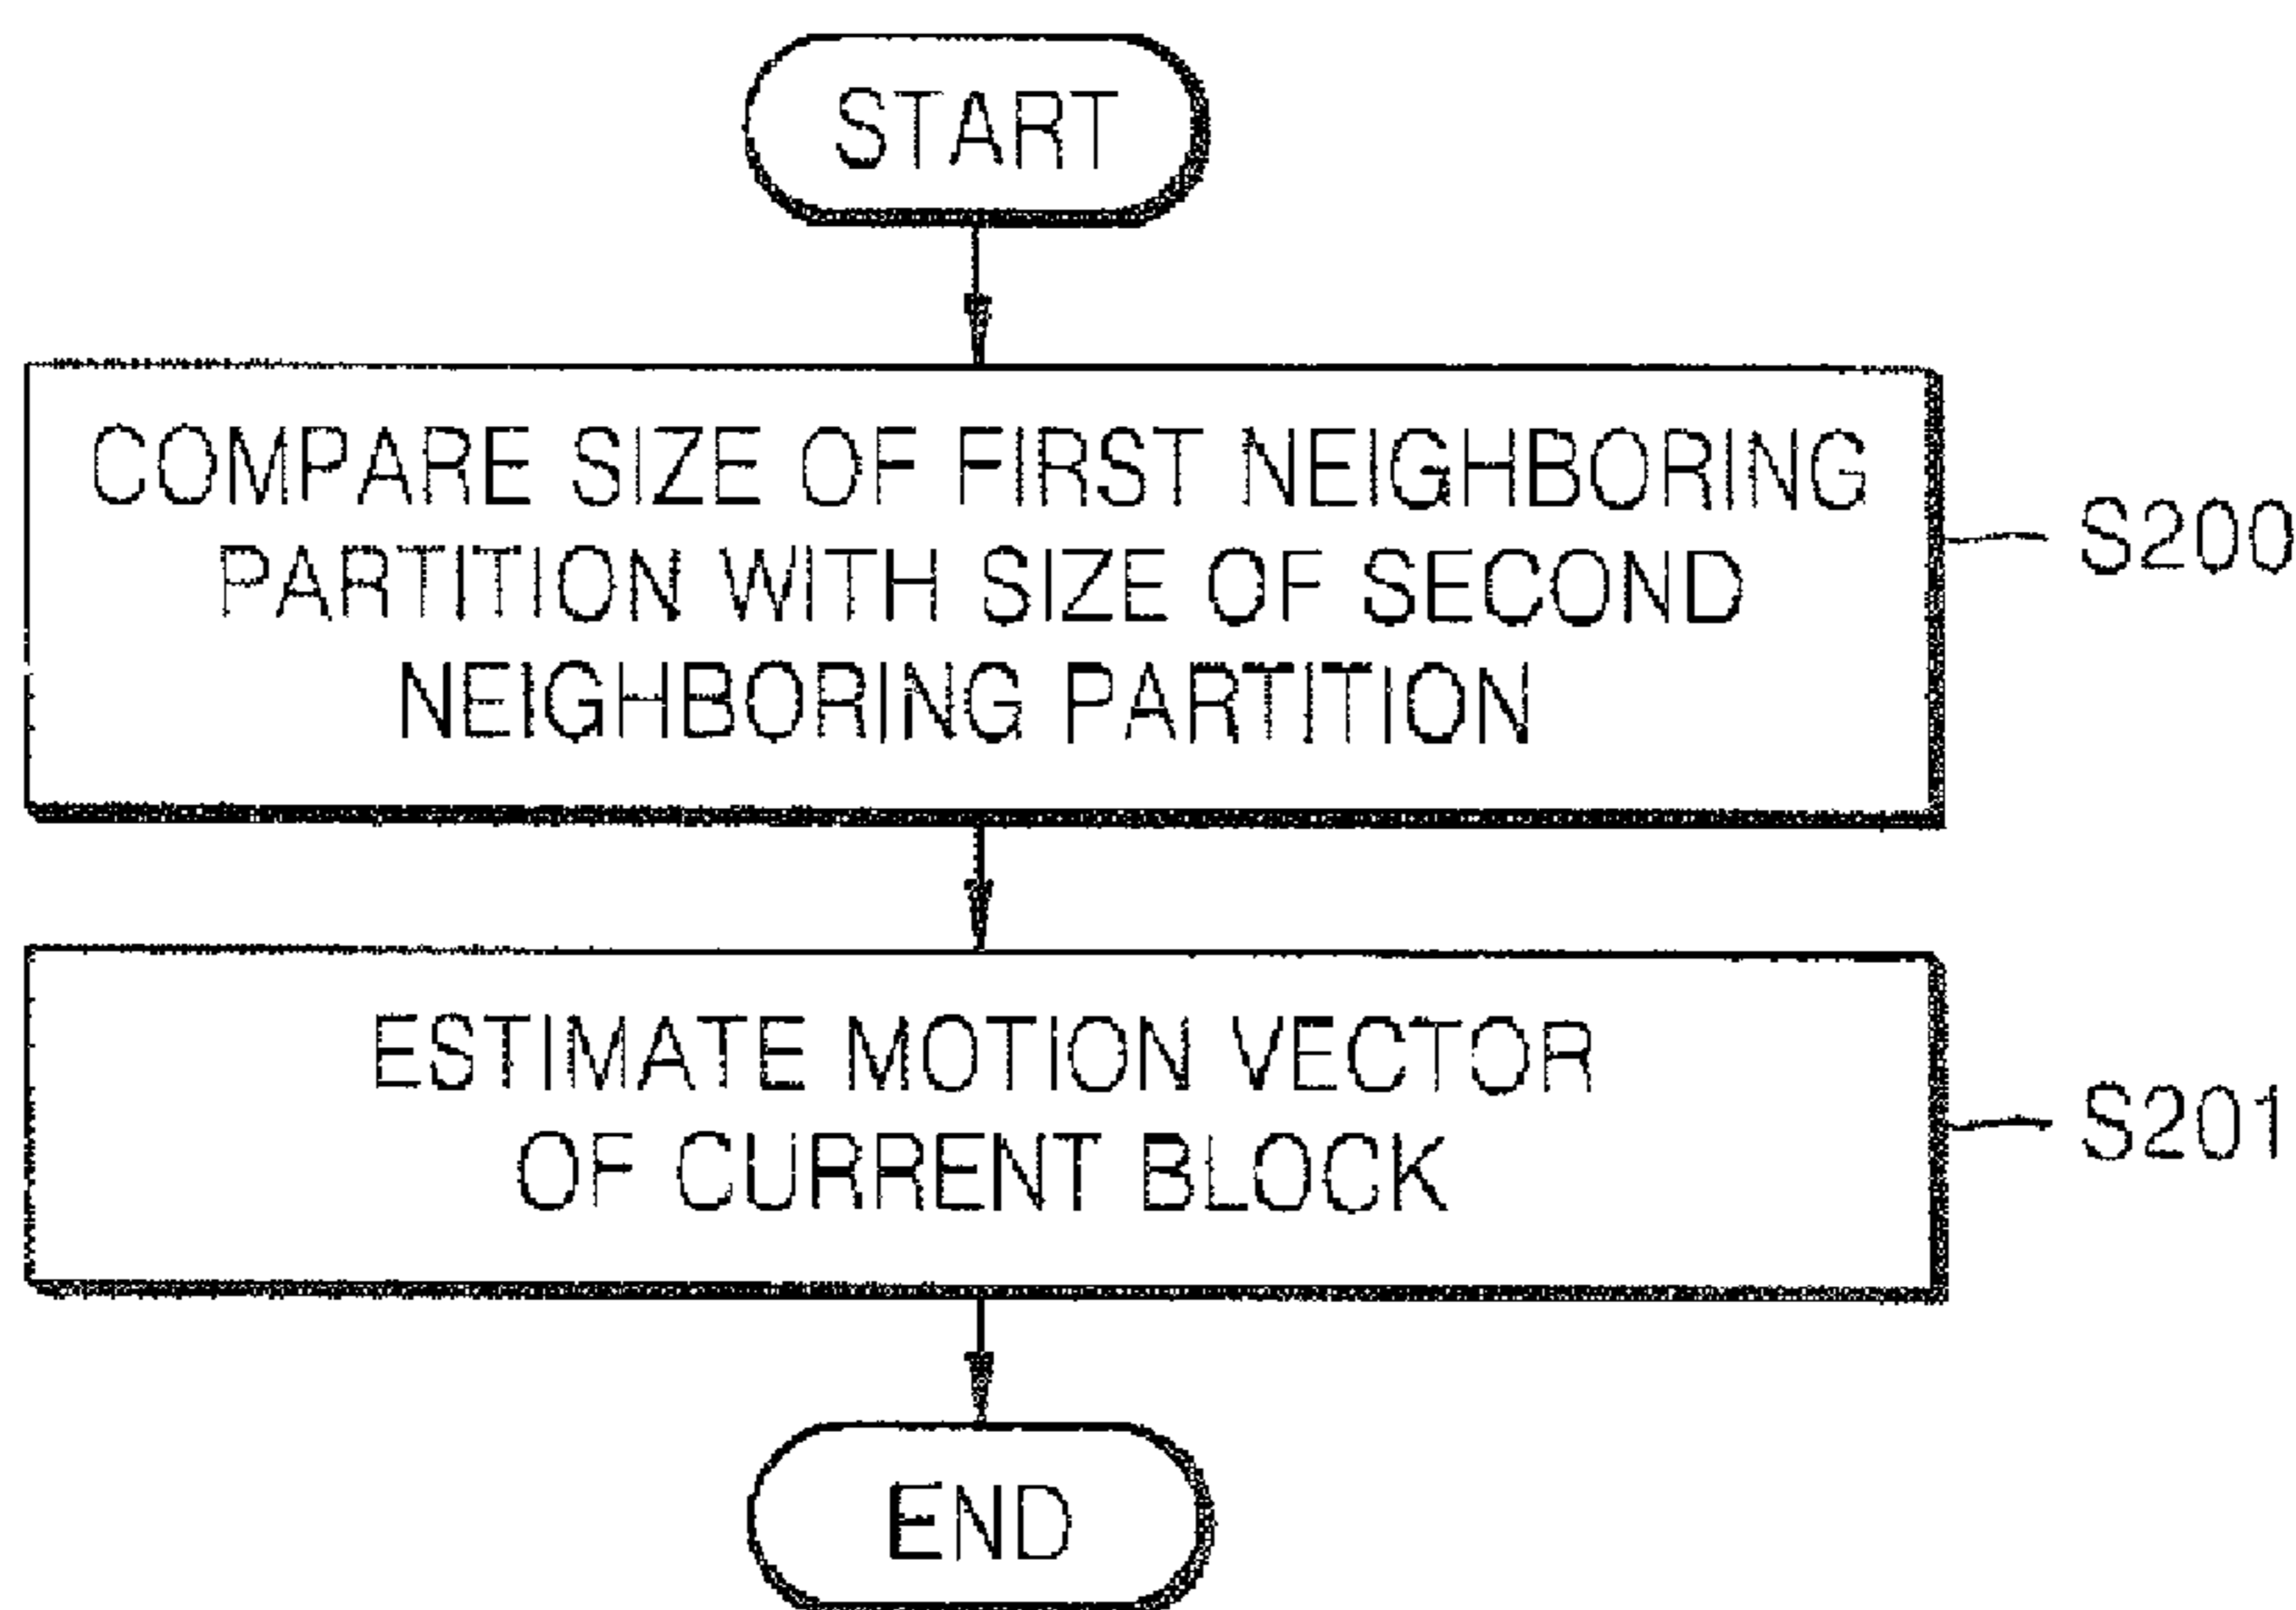 START
COMPARE SIZE OF FIRST NEIGHBORING
PARTITION WITH SIZE OF SECOND
NEIGHBORING PARTITION
S200
ESTIMATE MOTION VECTOR
OF CURRENT BLOCK
S201
END